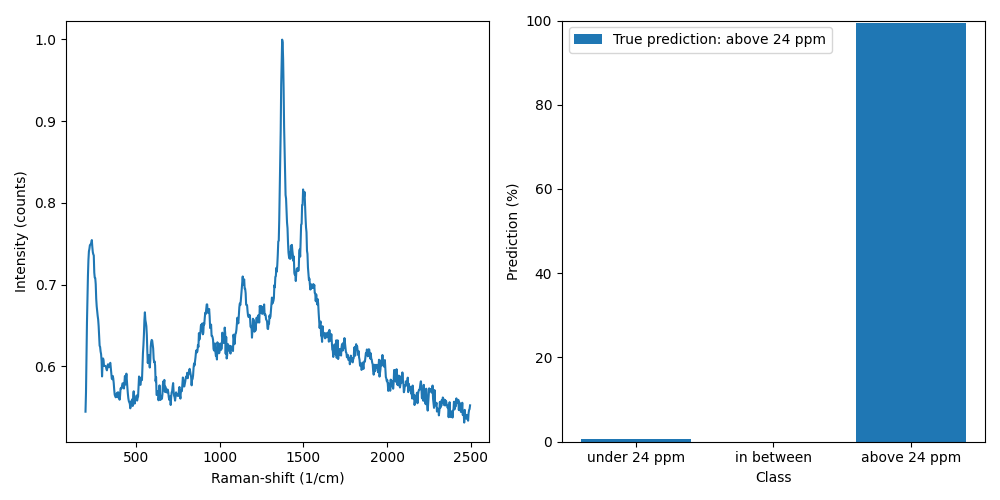 1.0
0.9
0.8
0.7
0.6
Intensity (counts)
500
1000
1500
2000
2500
Raman-shift (1/cm)
True prediction: above 24 ppm
100
80
60
40
20
0
Prediction (%)
under 24 ppm
in between
above 24 ppm
Class